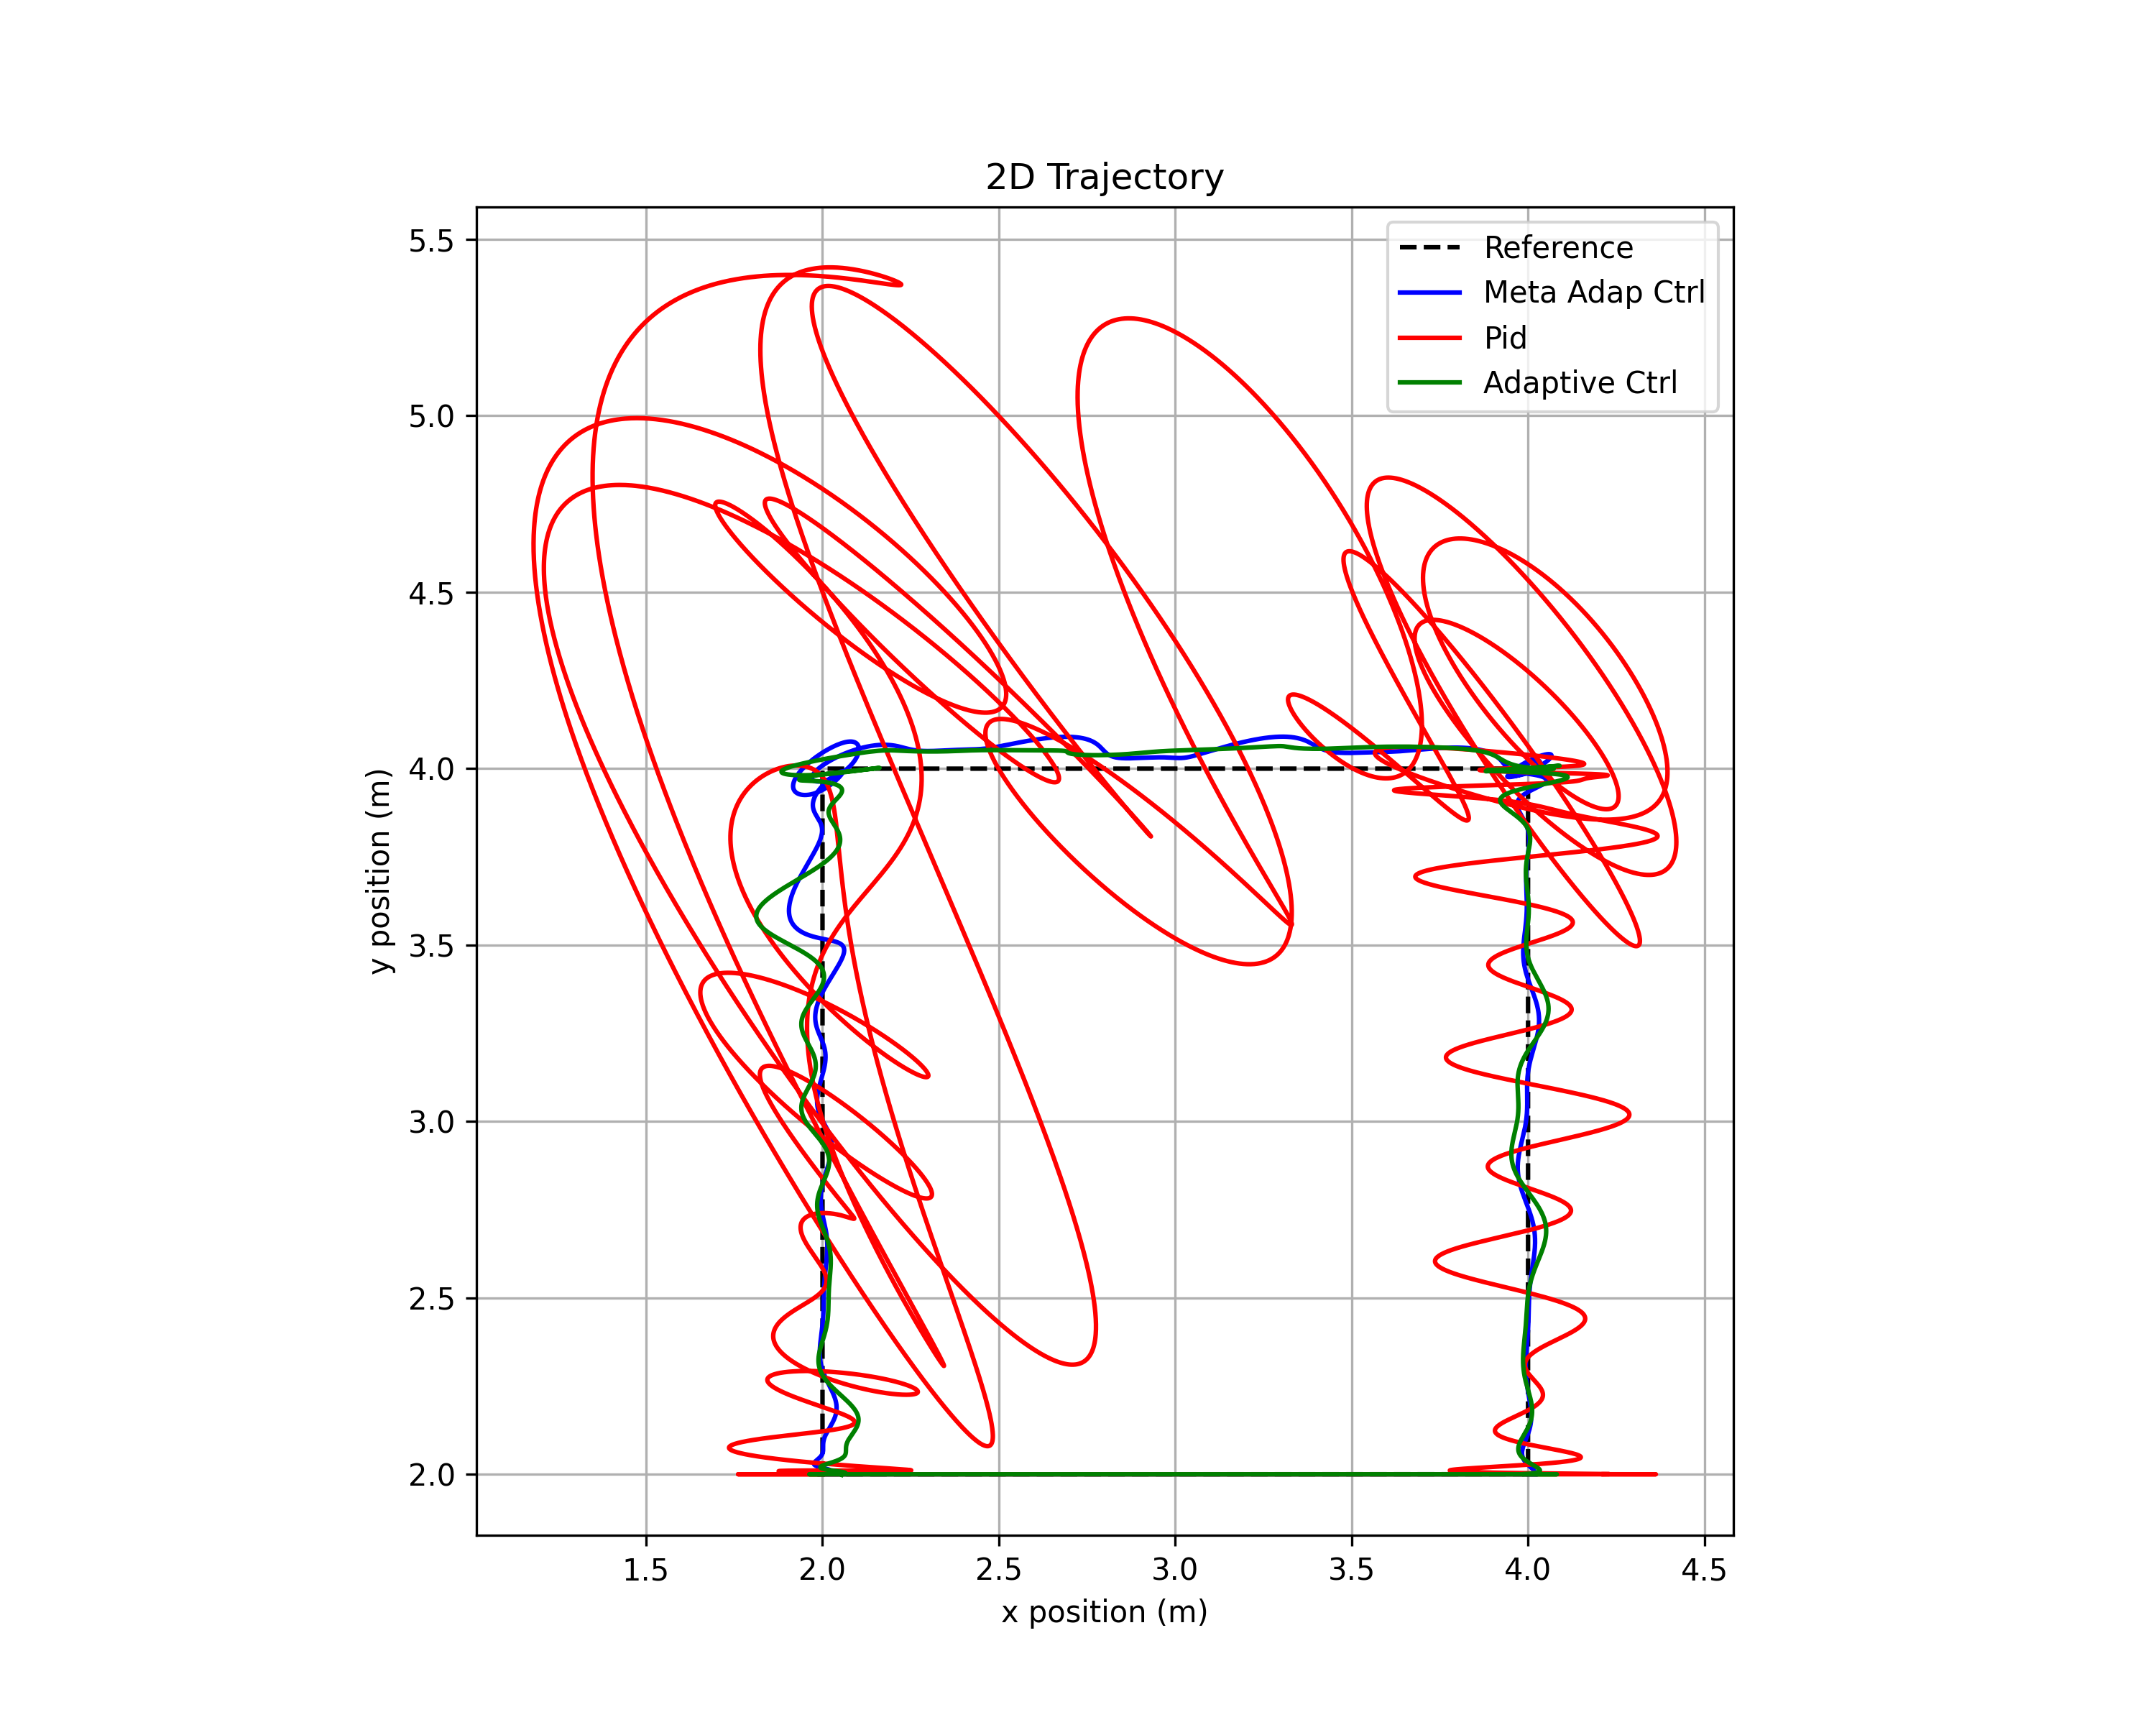 2D Trajectory
Reference
Meta Adap Ctrl
Pid
Adaptive Ctrl
5.5
5.0
4.5
4.0
3.5
3.0
2.5
2.0
y position (m)
1.5 2.0 2.5 3.0 3.5 4.0 4.5
x position (m)